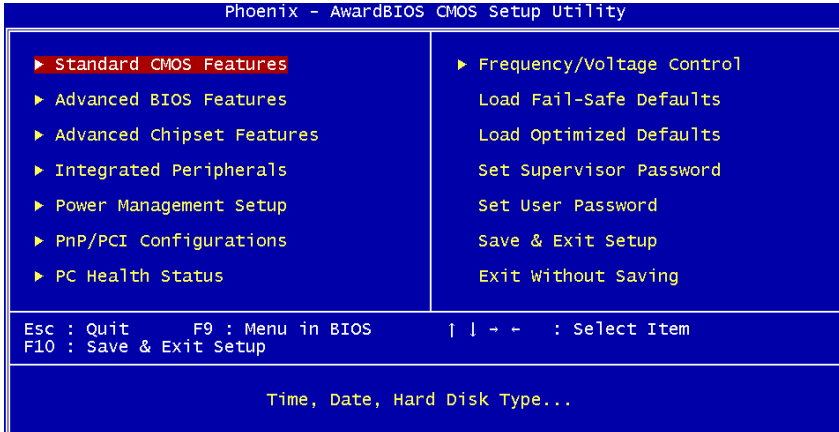 Phoenix - AwardBIOS CMOS Setup Utility
▶ Standard CMOS Features
▶ Advanced BIOS Features
▶ Advanced Chipset Features
▶ Integrated Peripherals
▶ Power Management Setup
▶ PnP/PCI Configurations
▶ PC Health Status
▶ Frequency/Voltage Control
Load Fail-Safe Defaults
Load Optimized Defaults
Set Supervisor Password
Set User Password
Save & Exit Setup
Exit Without Saving
Esc : Quit F9 : Menu in BIOS ↑ ↓ → ← : Select Item
F10 : Save & Exit Setup
Time, Date, Hard Disk Type...